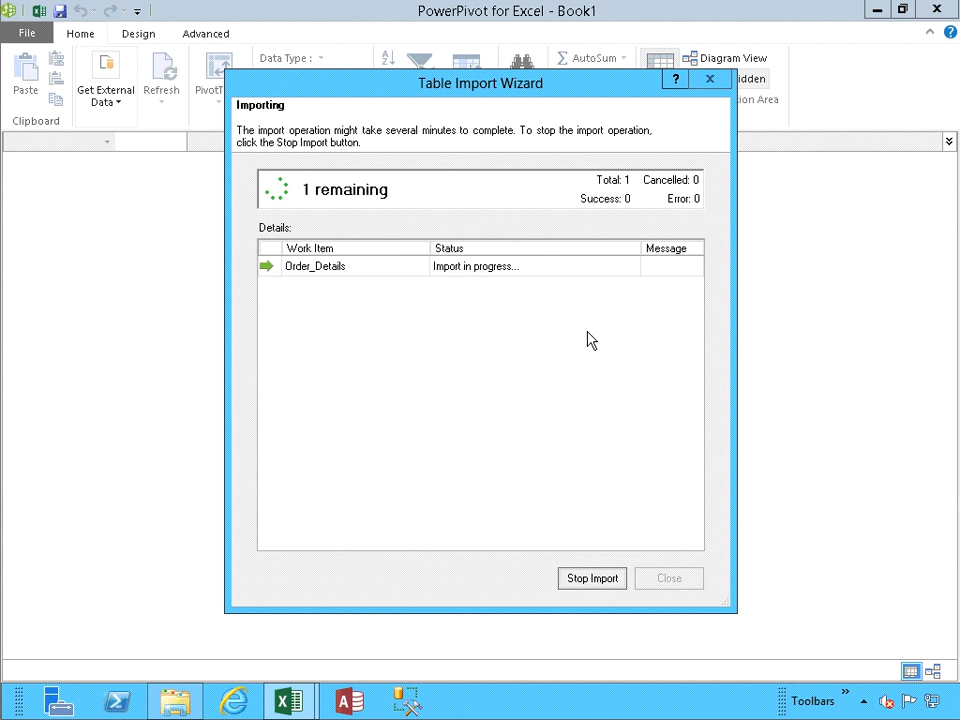 PowerPivot for Excel - Book1
File Home Design Advanced
Paste
Clipboard
Get External
Data
Refresh
Data Type :
AutoSum
Diagram View
Table Import Wizard
?
X
Importing
The import operation might take several minutes to complete. To stop the import operation,
click the Stop Import button.
1 remaining
Total: 1 Cancelled: 0
Success: 0 Error: 0
Details:
Work Item Status Message
Order_Details Import in progress...
Stop Import Close
Toolbars